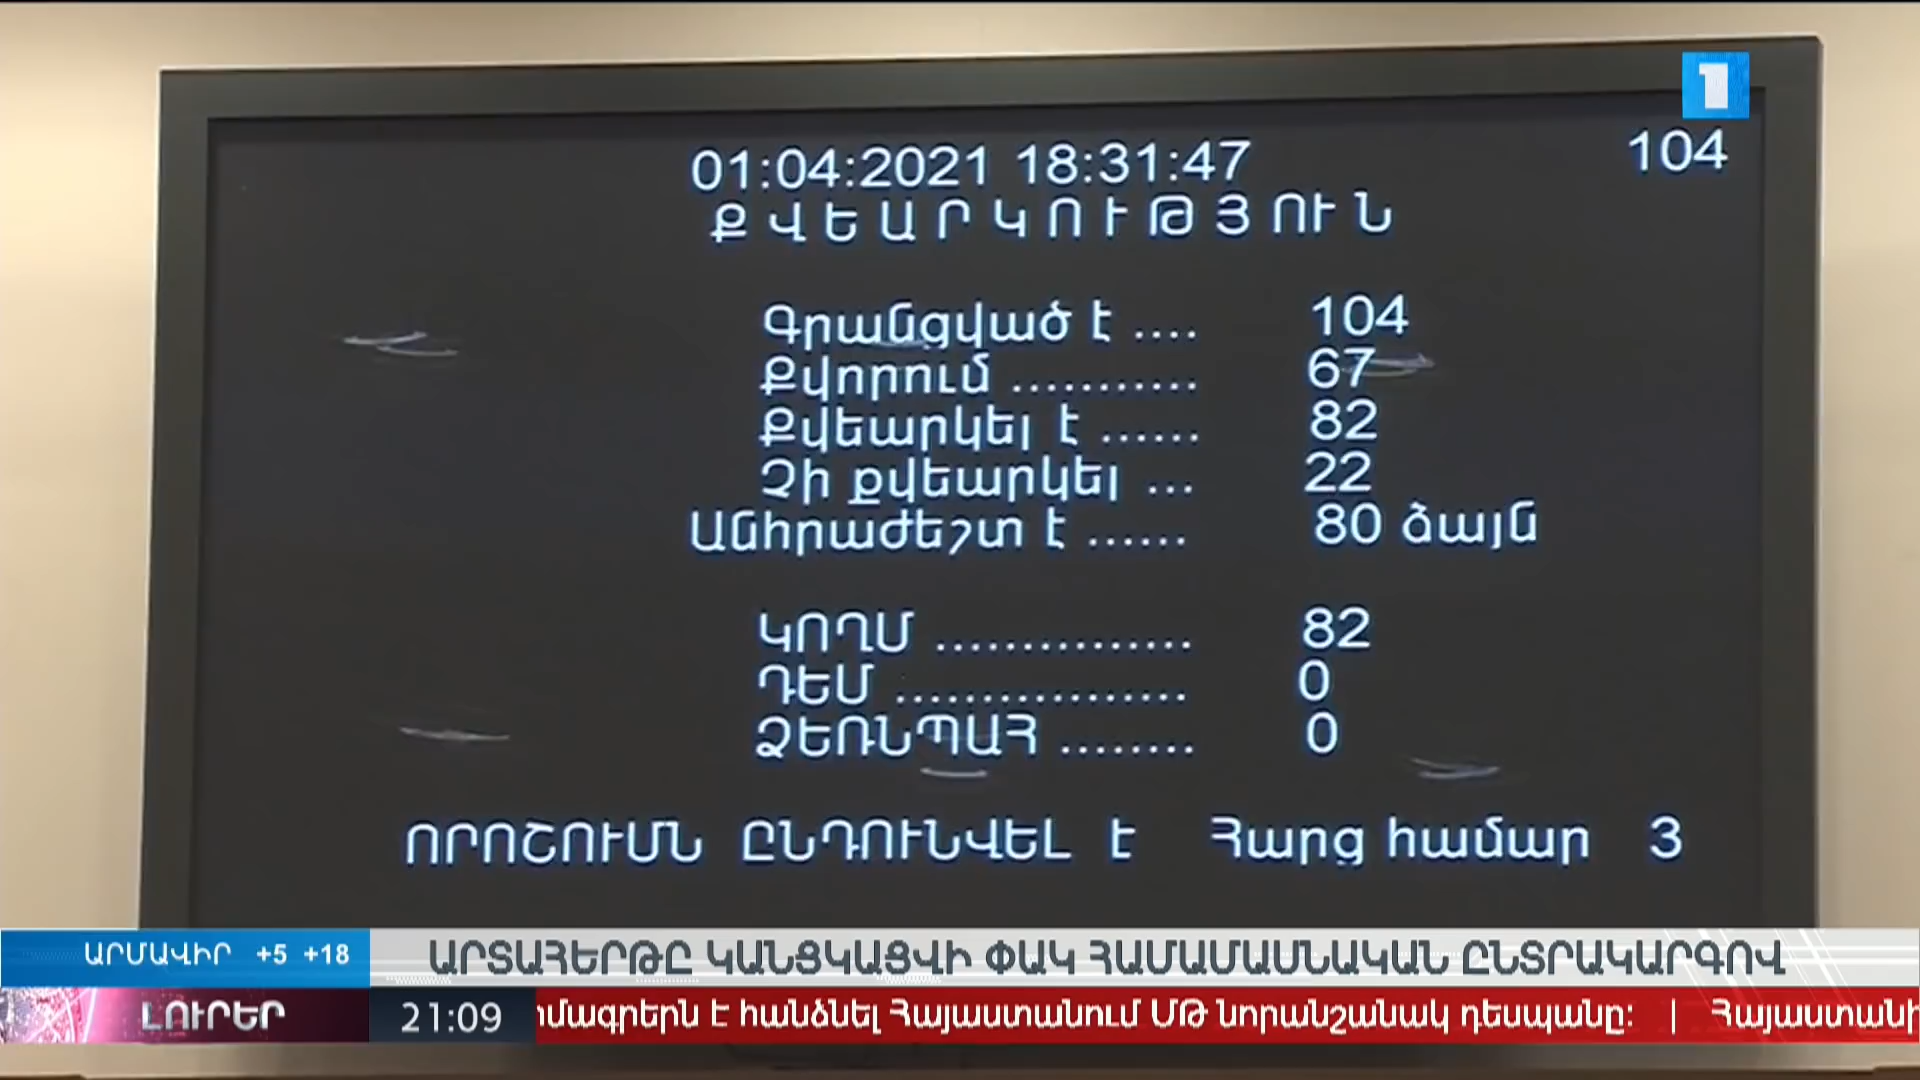 1
01:04:2021 18:31:47 104
ՔՎԵԱՐԿՈՒԹՅՈՒՆ
Գրանցված է .... 104
Քվորում ........... 67
Քվեարկել է ...... 82
Չի քվեարկել ... 22
Անհրաժեշտ է ...... 80 ձայն
ԿՈՂՄ ............... 82
ԴԵՄ ................. 0
ՁԵՌՆՊԱՀ ........ 0
ՈՐՈՇՈՒՄՆ ԸՆԴՈՒՆՎԵԼ է Հարց համար 3
ԱՐՄԱՎԻՐ +5 +18 ԱՐՏԱՀԵՐԹԸ ԿԱՆՑԿԱՑՎԻ ՓԱԿ ՀԱՄԱՄԱՍՆԱԿԱՆ ԸՆՏՐԱԿԱՐԳՈՎ
ԼՈՒՐԵՐ 21:09 է հանձնել Հայաստանում ՄԹ նորանշանակ դեսպանը: |